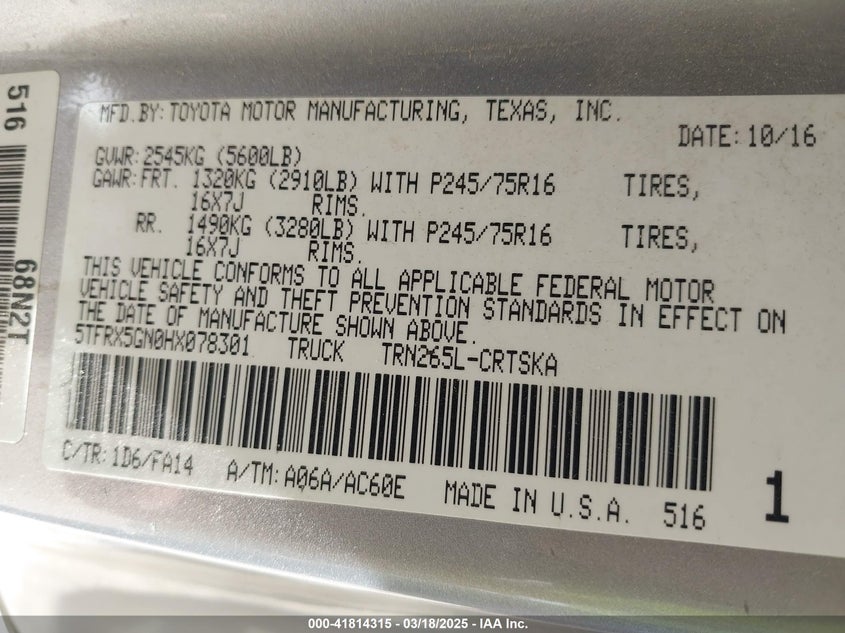 516
68N2T
MFD.BY:TOYOTA MOTOR MANUFACTURING, TEXAS, INC.
DATE:10/16
GVWR:2545KG (5600LB)
GAWR:FRT. 1320KG (2910LB) WITH P245/75R16 TIRES,
16X7J RIMS.
RR. 1490KG (3280LB) WITH P245/75R16 TIRES,
16X7J RIMS.
THIS VEHICLE CONFORMS TO ALL APPLICABLE FEDERAL MOTOR
VEHICLE SAFETY AND THEFT PREVENTION STANDARDS IN EFFECT ON
THE DATE OF MANUFACTURE SHOWN ABOVE.
5TFRX5GN0HX078301 TRUCK TRN265L-CRTSKA
C/TR:1D6/FA14 A/TM:A06A/AC60E MADE IN U.S.A. 516 1
000-41814315 - 03/18/2025 - IAA Inc.